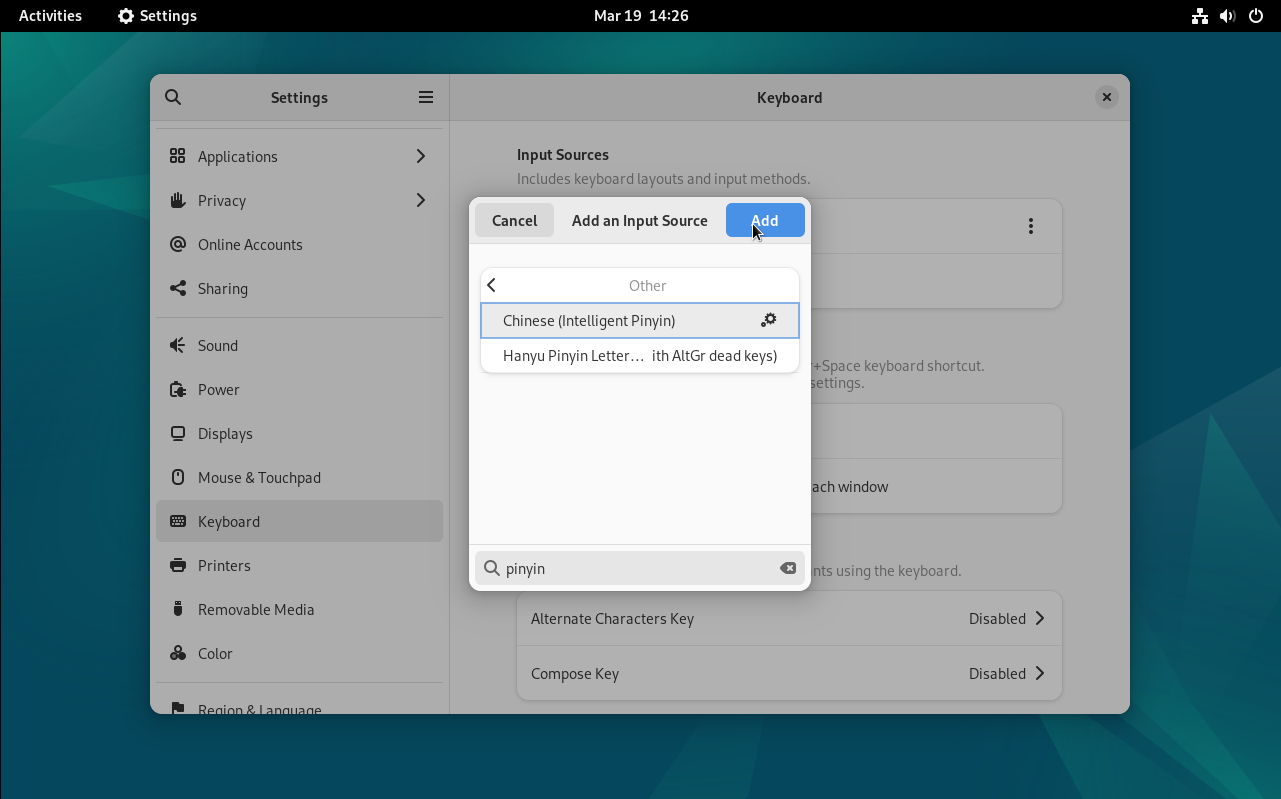 Activities
Settings
Mar 19 14:26
Settings
Keyboard
Applications
Privacy
Online Accounts
Sharing
Sound
Power
Displays
Mouse & Touchpad
Keyboard
Printers
Removable Media
Color
Region & Language
Input Sources
Includes keyboard layouts and input methods.
Cancel
Add an Input Source
Add
Other
Chinese (Intelligent Pinyin)
Hanyu Pinyin Letter… ith AltGr dead keys)
pinyin
+Space keyboard shortcut.
settings.
ach window
nts using the keyboard.
Alternate Characters Key
Disabled
Compose Key
Disabled